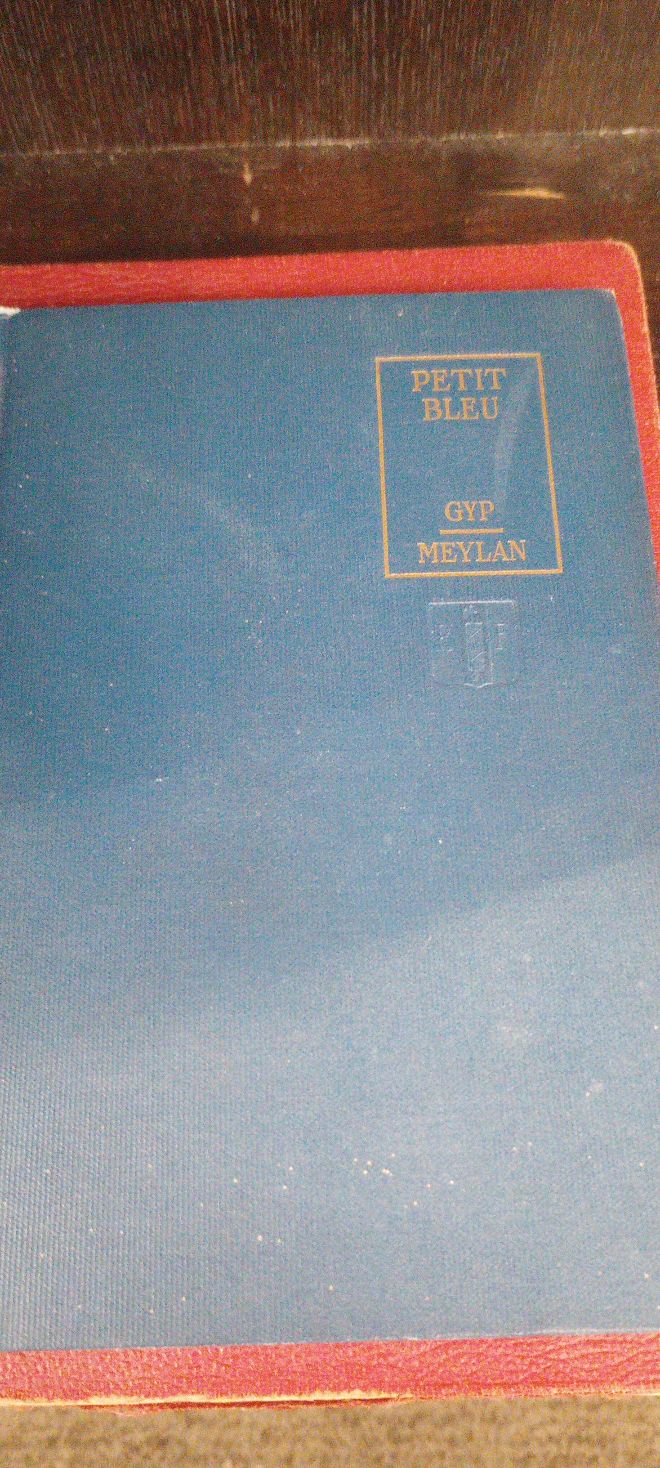 PETIT
BLEU
GYP
MEYLAN
R F